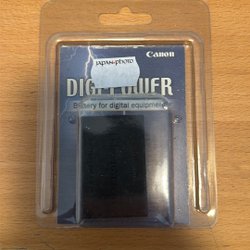 Canon
JAPAN PHOTO
DIGI POWER
Battery for digital equipment